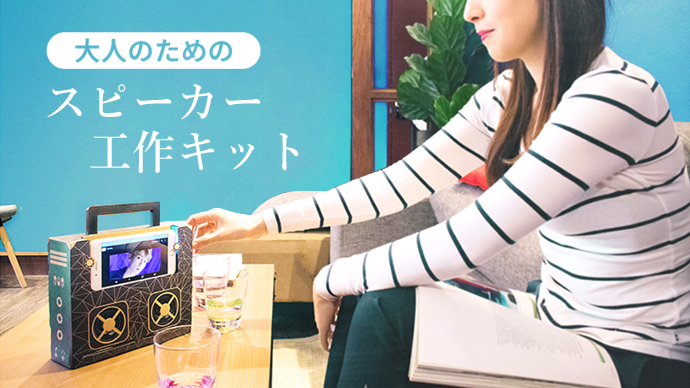 大人のための
スピーカー
工作キット